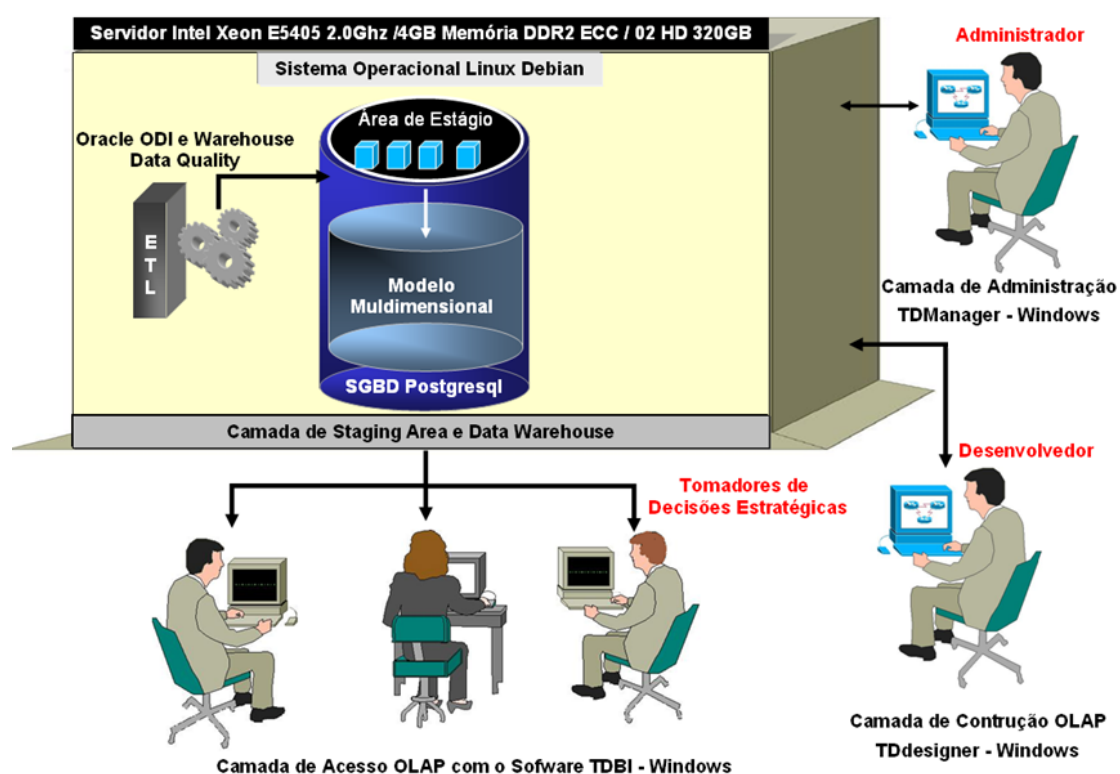 Servidor Intel Xeon E5405 2.0Ghz /4GB Memória DDR2 ECC / 02 HD 320GB
Sistema Operacional Linux Debian
Administrador
Área de Estágio
Oracle ODI e Warehouse
Data Quality
E
T
L
Modelo
Muldimensional
SGBD Postgresql
Camada de Administração
TDManager - Windows
Camada de Staging Area e Data Warehouse
Desenvolvedor
Tomadores de
Decisões Estratégicas
Camada de Contrução OLAP
TDdesigner - Windows
Camada de Acesso OLAP com o Sofware TDBI - Windows